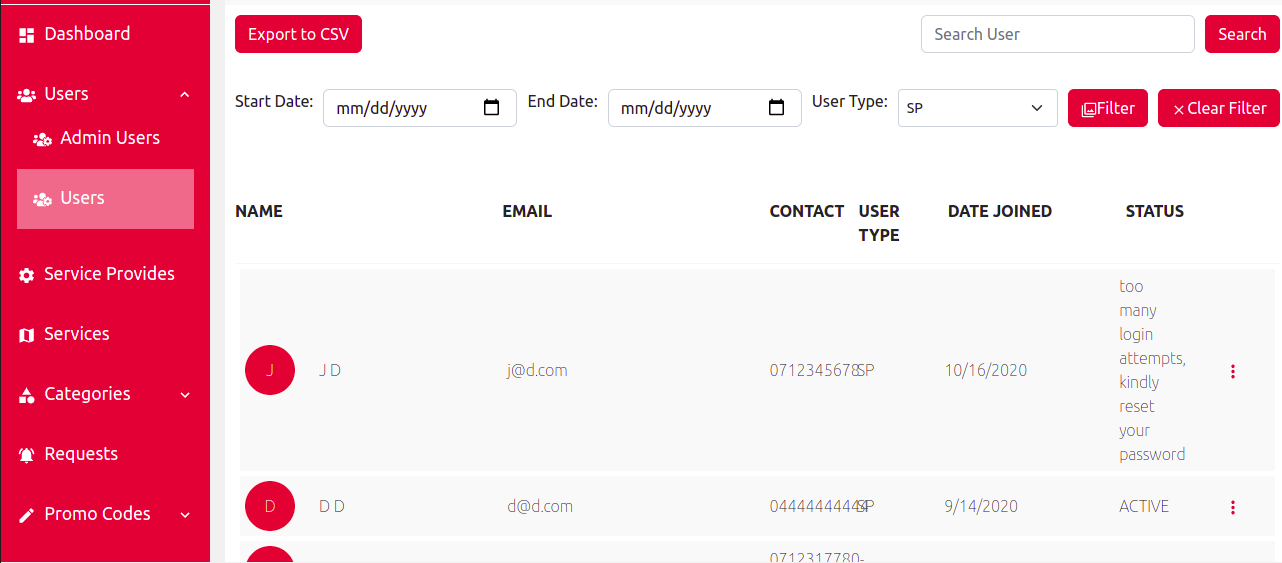 Dashboard
Users
Admin Users
Users
Service Provides
Services
Categories
Requests
Promo Codes
Export to CSV
Search User
Search
Start Date:
mm/dd/yyyy
End Date:
mm/dd/yyyy
User Type:
SP
Filter
Clear Filter
NAME EMAIL CONTACT USER TYPE DATE JOINED STATUS
J J D j@d.com 0712345678 SP 10/16/2020
too
many
login
attempts,
kindly
reset
your
password
D D D d@d.com 04444444444 SP 9/14/2020 ACTIVE
0712317780-